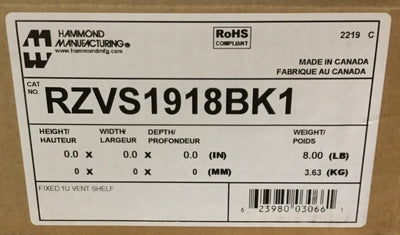 HAMMOND
MANUFACTURING®
www.hammondmfg.com
RoHS
COMPLIANT
2219 C
MADE IN CANADA
FABRIQUE AU CANADA
CAT
NO.
RZVS1918BK1
HEIGHT/ WIDTH/ DEPTH/ WEIGHT/
HAUTEUR LARGEUR PROFONDEUR POIDS
0.0 X 0.0 X 0.0 (IN) 8.00 (LB)
0 X 0 X 0 (MM) 3.63 (KG)
FIXED 1U VENT SHELF
6 23980 03066 1